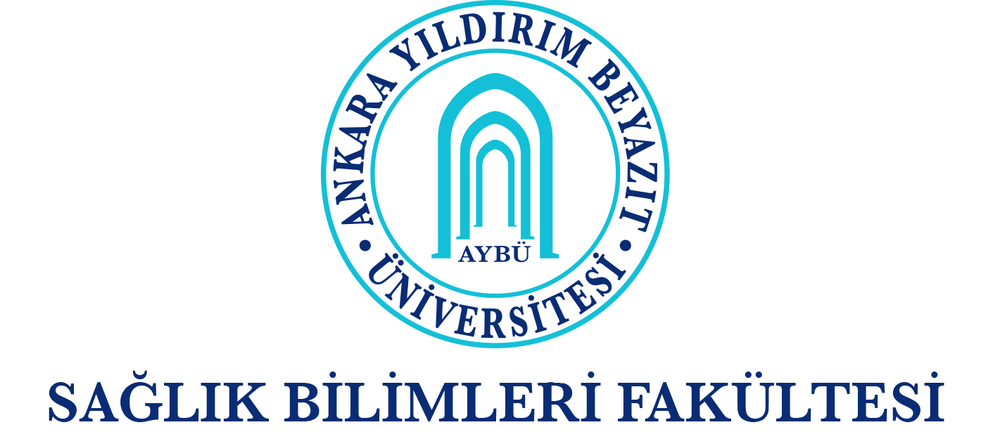 ANKARA YILDIRIM BEYAZIT
• ÜNİVERSİTESİ •
AYBÜ
SAĞLIK BİLİMLERİ FAKÜLTESİ